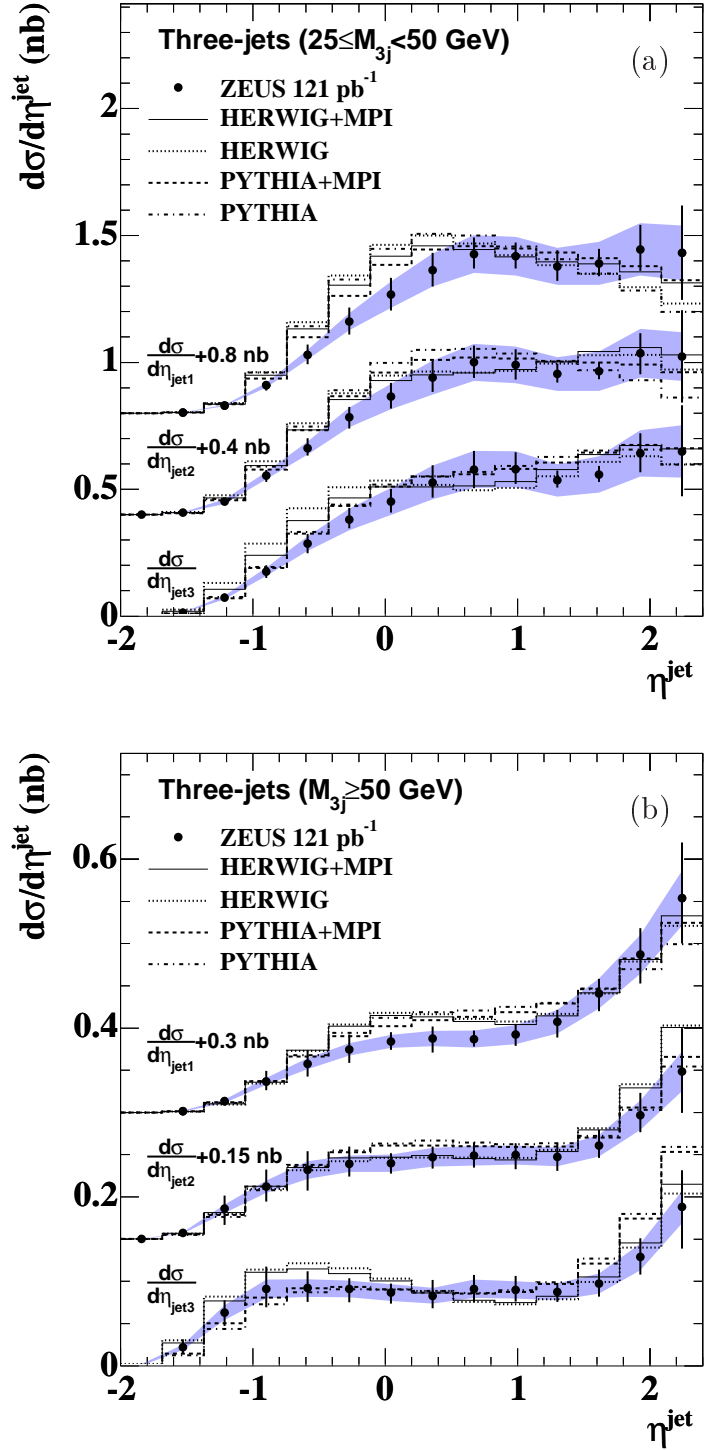 Three-jets (25≤M3j<50 GeV)
(a)
dσ/dηjet (nb)
ZEUS 121 pb-1
HERWIG+MPI
HERWIG
PYTHIA+MPI
PYTHIA
2
1.5
1
0.5
0
dσ/dηjet1 +0.8 nb
dσ/dηjet2 +0.4 nb
dσ/dηjet3
-2 -1 0 1 2
ηjet
Three-jets (M3j≥50 GeV)
(b)
dσ/dηjet (nb)
ZEUS 121 pb-1
HERWIG+MPI
HERWIG
PYTHIA+MPI
PYTHIA
0.6
0.4
0.2
0
dσ/dηjet1 +0.3 nb
dσ/dηjet2 +0.15 nb
dσ/dηjet3
-2 -1 0 1 2
ηjet